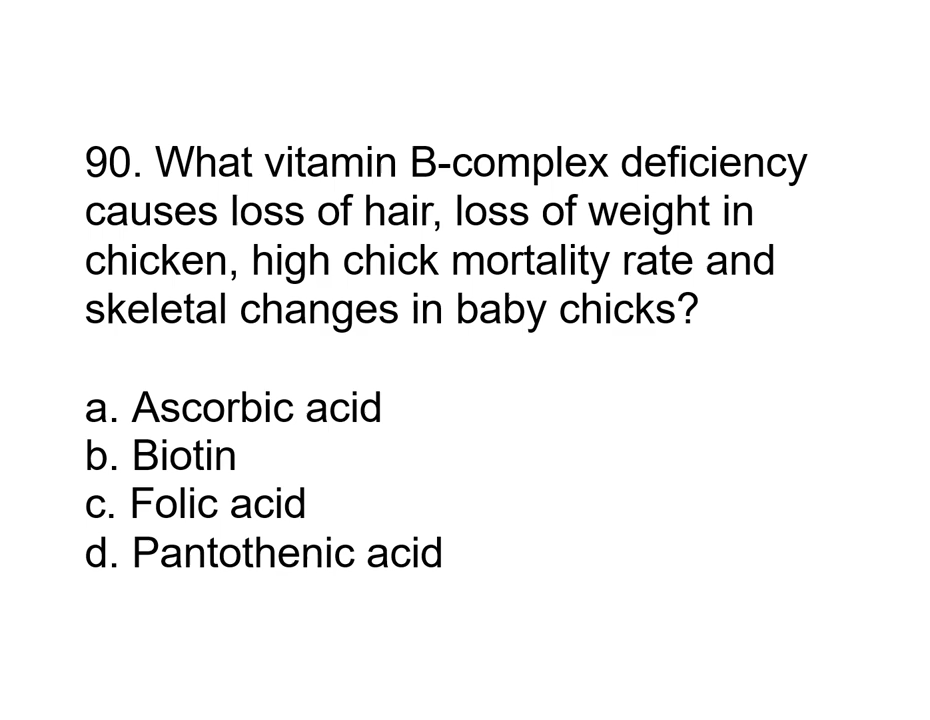 90. What vitamin B-complex deficiency
causes loss of hair, loss of weight in
chicken, high chick mortality rate and
skeletal changes in baby chicks?
a. Ascorbic acid
b. Biotin
c. Folic acid
d. Pantothenic acid